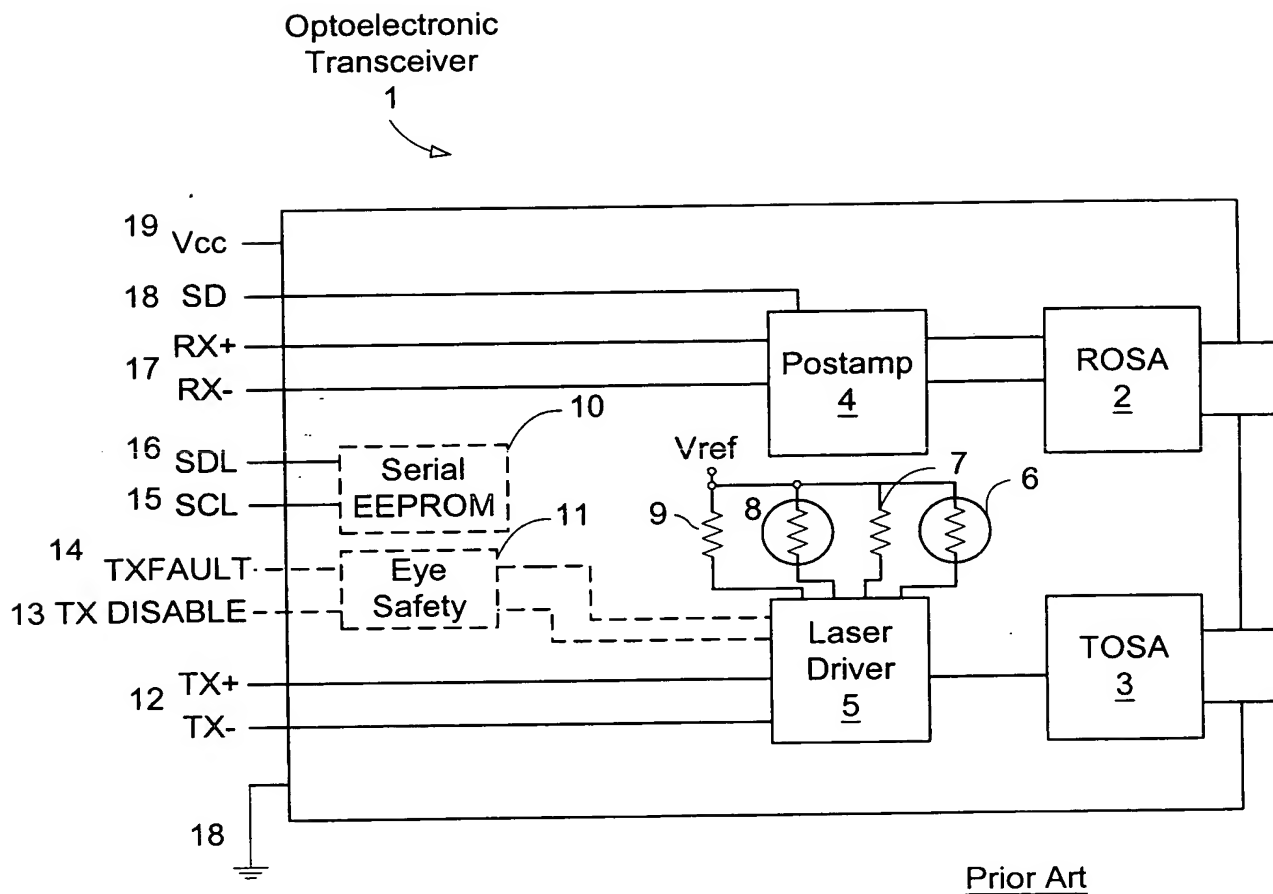 Optoelectronic
Transceiver
1
19 Vcc
18 SD
RX+
17
RX-
16 SDL
15 SCL
14
TXFAULT
13 TX DISABLE
12 TX+
TX-
18
Serial
EEPROM
10
Eye
Safety
11
Postamp
4
ROSA
2
Vref
9
8
7
6
Laser
Driver
5
TOSA
3
Prior Art